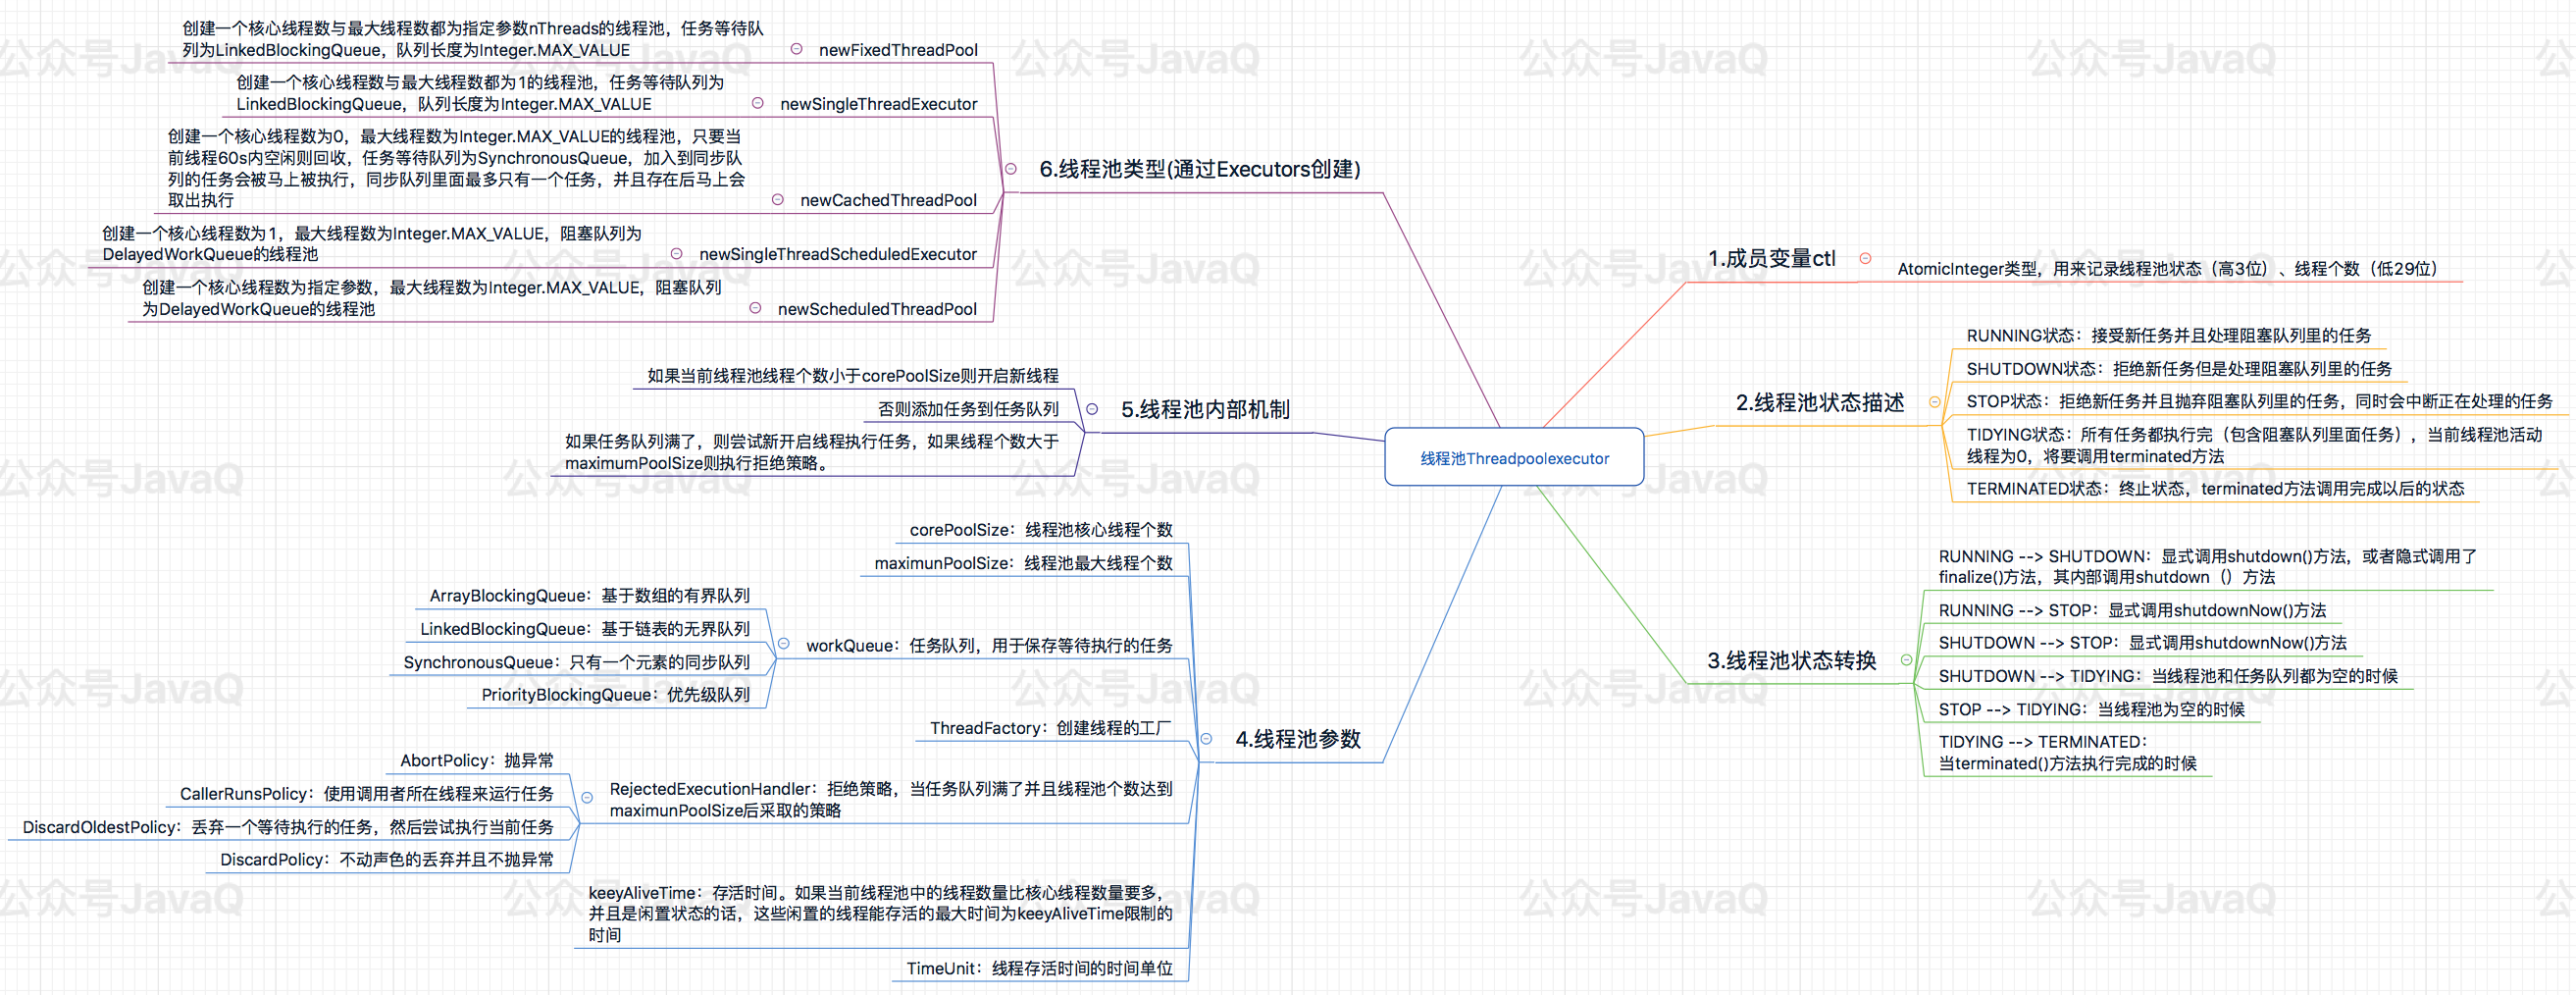 线程池Threadpoolexecutor
1.成员变量ctl
AtomicInteger类型，用来记录线程池状态（高3位）、线程个数（低29位）
2.线程池状态描述
RUNNING状态：接受新任务并且处理阻塞队列里的任务
SHUTDOWN状态：拒绝新任务但是处理阻塞队列里的任务
STOP状态：拒绝新任务并且抛弃阻塞队列里的任务，同时会中断正在处理的任务
TIDYING状态：所有任务都执行完（包含阻塞队列里面任务），当前线程池活动
线程为0，将要调用terminated方法
TERMINATED状态：终止状态，terminated方法调用完成以后的状态
3.线程池状态转换
RUNNING --> SHUTDOWN：显式调用shutdown()方法，或者隐式调用了
finalize()方法，其内部调用shutdown（）方法
RUNNING --> STOP：显式调用shutdownNow()方法
SHUTDOWN --> STOP：显式调用shutdownNow()方法
SHUTDOWN --> TIDYING：当线程池和任务队列都为空的时候
STOP --> TIDYING：当线程池为空的时候
TIDYING --> TERMINATED：
当terminated()方法执行完成的时候
4.线程池参数
corePoolSize：线程池核心线程个数
maximunPoolSize：线程池最大线程个数
workQueue：任务队列，用于保存等待执行的任务
ArrayBlockingQueue：基于数组的有界队列
LinkedBlockingQueue：基于链表的无界队列
SynchronousQueue：只有一个元素的同步队列
PriorityBlockingQueue：优先级队列
ThreadFactory：创建线程的工厂
RejectedExecutionHandler：拒绝策略，当任务队列满了并且线程池个数达到
maximunPoolSize后采取的策略
AbortPolicy：抛异常
CallerRunsPolicy：使用调用者所在线程来运行任务
DiscardOldestPolicy：丢弃一个等待执行的任务，然后尝试执行当前任务
DiscardPolicy：不动声色的丢弃并且不抛异常
keeyAliveTime：存活时间。如果当前线程池中的线程数量比核心线程数量要多，
并且是闲置状态的话，这些闲置的线程能存活的最大时间为keeyAliveTime限制的
时间
TimeUnit：线程存活时间的时间单位
5.线程池内部机制
如果当前线程池线程个数小于corePoolSize则开启新线程
否则添加任务到任务队列
如果任务队列满了，则尝试新开启线程执行任务，如果线程个数大于
maximumPoolSize则执行拒绝策略。
6.线程池类型(通过Executors创建)
newFixedThreadPool
创建一个核心线程数与最大线程数都为指定参数nThreads的线程池，任务等待队
列为LinkedBlockingQueue，队列长度为Integer.MAX_VALUE
newSingleThreadExecutor
创建一个核心线程数与最大线程数都为1的线程池，任务等待队列为
LinkedBlockingQueue，队列长度为Integer.MAX_VALUE
newCachedThreadPool
创建一个核心线程数为0，最大线程数为Integer.MAX_VALUE的线程池，只要当
前线程60s内空闲则回收，任务等待队列为SynchronousQueue，加入到同步队
列的任务会被马上被执行，同步队列里面最多只有一个任务，并且存在后马上会
取出执行
newSingleThreadScheduledExecutor
创建一个核心线程数为1，最大线程数为Integer.MAX_VALUE，阻塞队列为
DelayedWorkQueue的线程池
newScheduledThreadPool
创建一个核心线程数为指定参数，最大线程数为Integer.MAX_VALUE，阻塞队列
为DelayedWorkQueue的线程池
公众号JavaQ